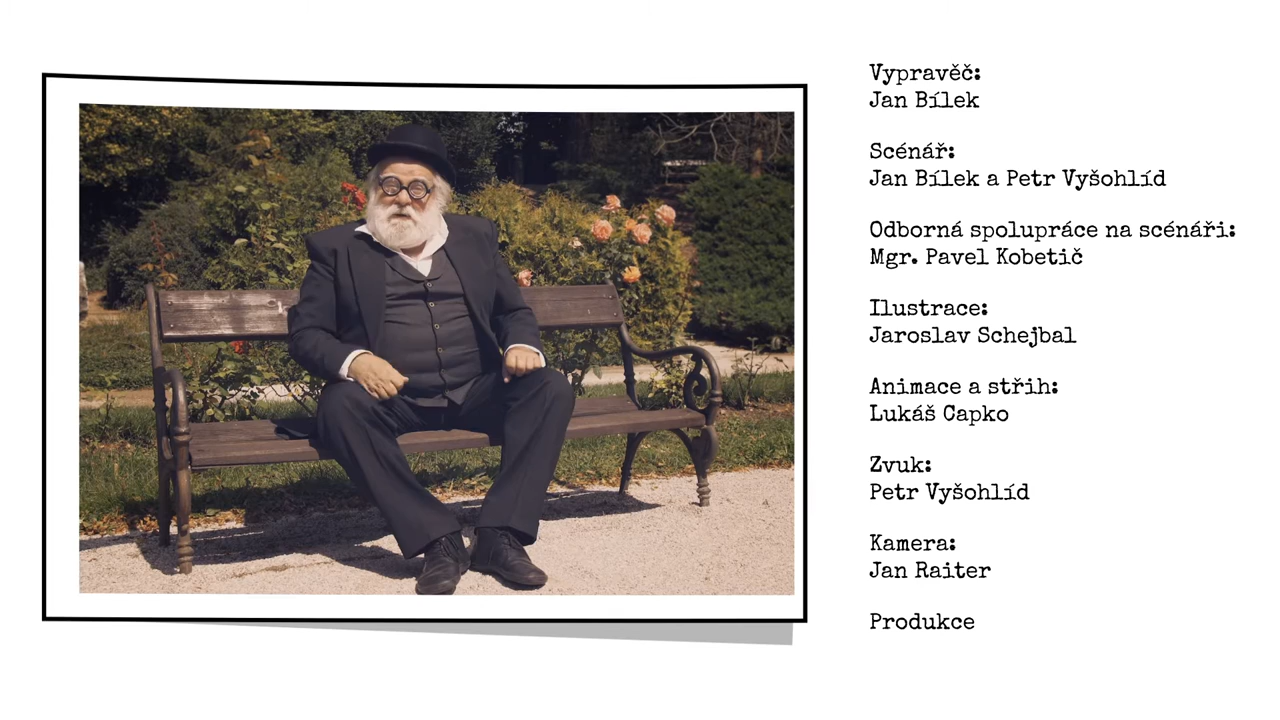 Vypravěč:
Jan Bílek
Scénář:
Jan Bílek a Petr Vyšohlíd
Odborná spolupráce na scénáři:
Mgr. Pavel Kobetič
Ilustrace:
Jaroslav Schejbal
Animace a střih:
Lukáš Capko
Zvuk:
Petr Vyšohlíd
Kamera:
Jan Raiter
Produkce